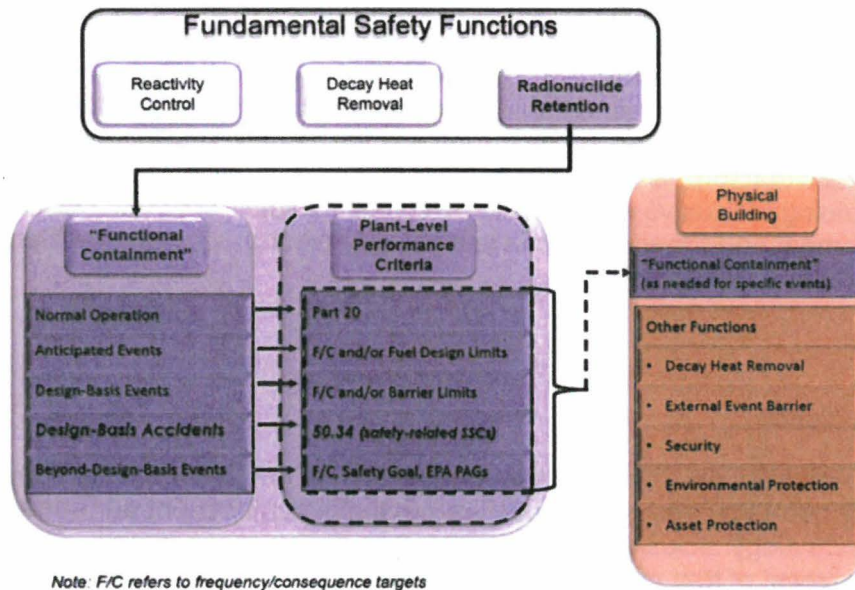 Fundamental Safety Functions
Reactivity
Control
Decay Heat
Removal
Radionuclide
Retention
"Functional
Containment"
Normal Operation
Anticipated Events
Design-Basis Events
Design-Basis Accidents
Beyond-Design-Basis Events
Plant-Level
Performance
Criteria
Part 20
F/C and/or Fuel Design Limits
F/C and/or Barrier Limits
50.34 (safety-related SSCs)
F/C, Safety Goal, EPA PAGs
Physical
Building
"Functional Containment"
(as needed for specific events)
Other Functions
• Decay Heat Removal
• External Event Barrier
• Security
• Environmental Protection
• Asset Protection
Note: F/C refers to frequency/consequence targets